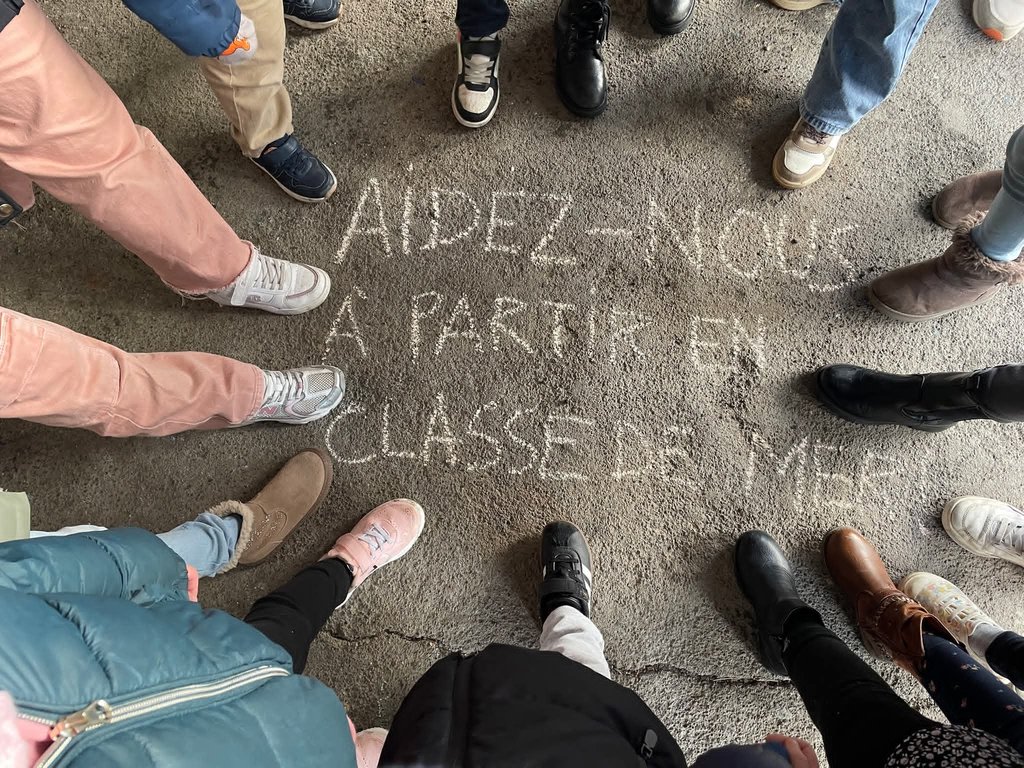 AIDEZ-NOUS
À PARTIR EN
CLASSE DE MER!